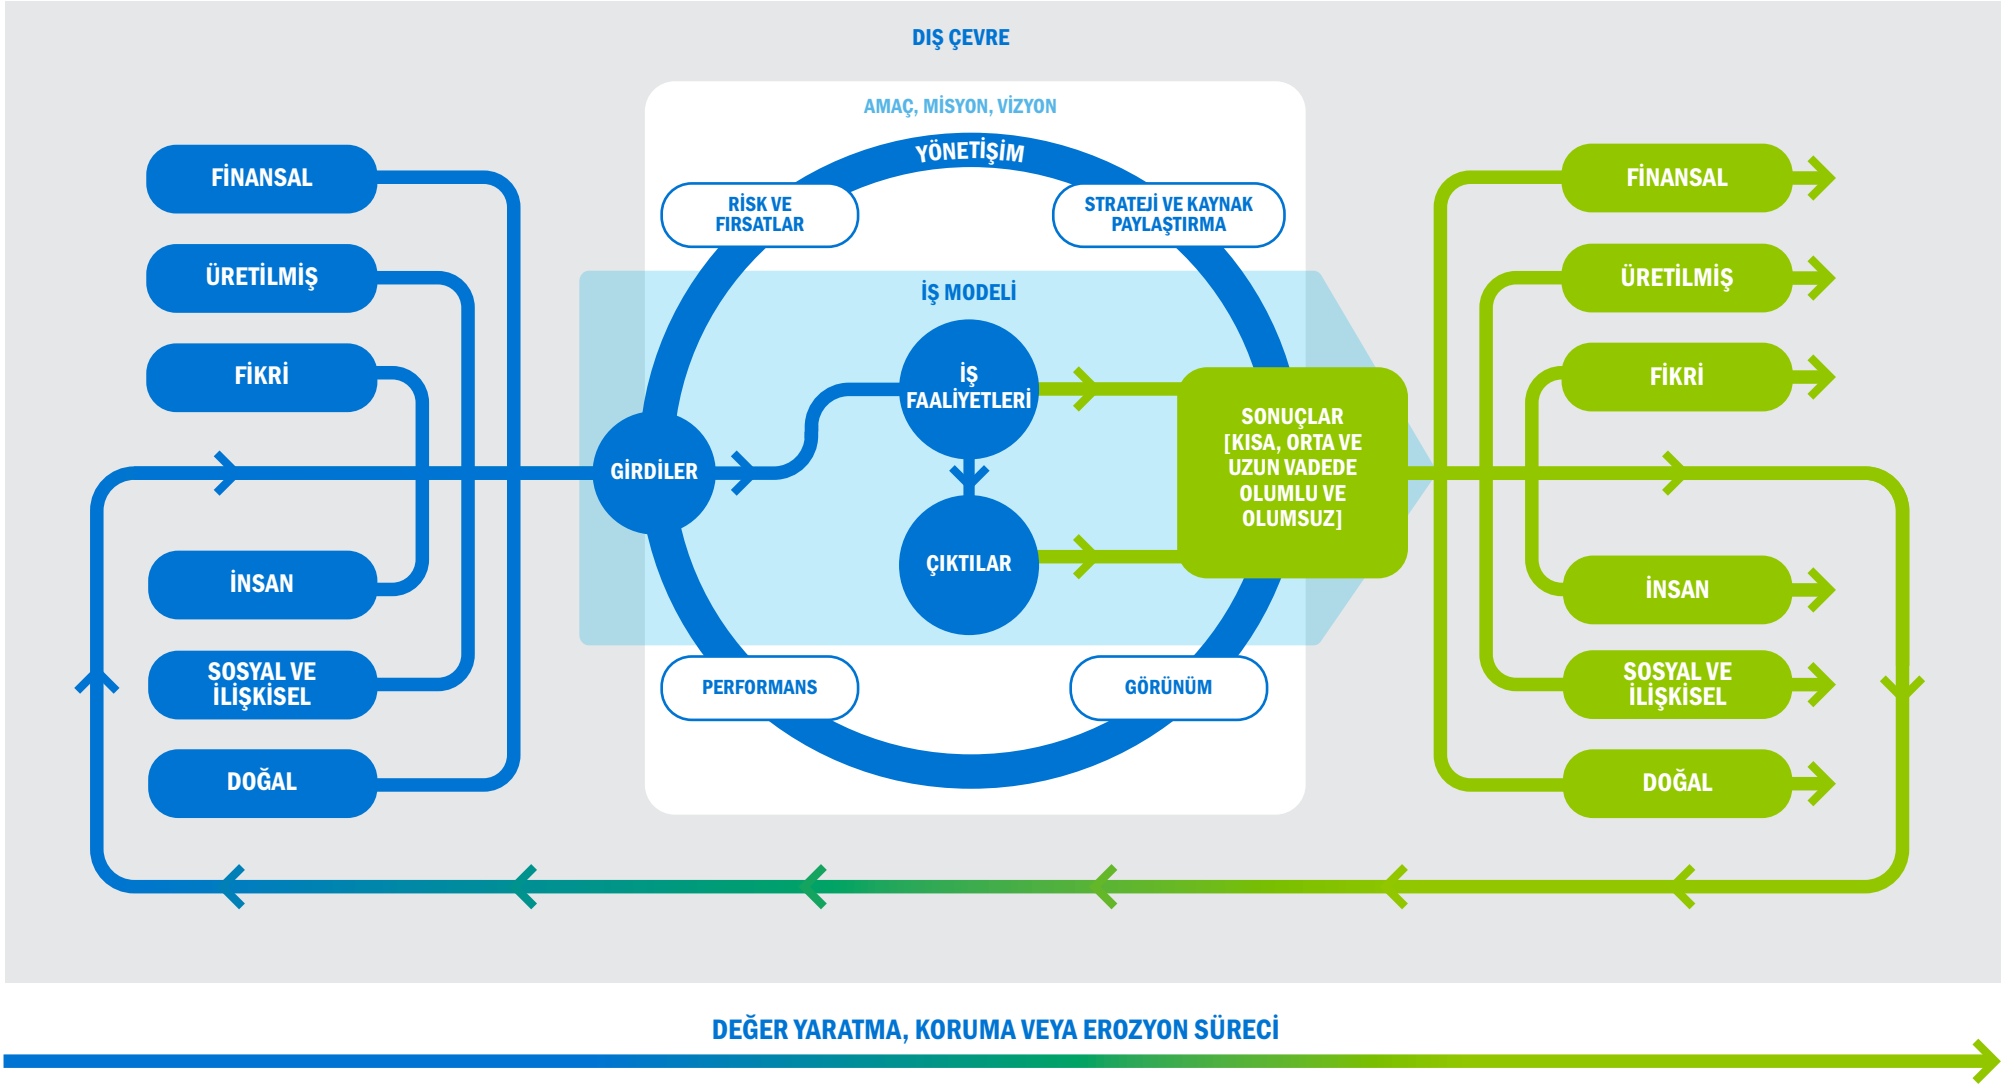 DIŞ ÇEVRE
AMAÇ, MİSYON, VİZYON
YÖNETİŞİM
FİNANSAL
ÜRETİLMİŞ
FİKRİ
İNSAN
SOSYAL VE
İLİŞKİSEL
DOĞAL
RİSK VE
FIRSATLAR
STRATEJİ VE KAYNAK
PAYLAŞTIRMA
İŞ MODELİ
GİRDİLER
İŞ
FAALİYETLERİ
ÇIKTILAR
SONUÇLAR
[KISA, ORTA VE
UZUN VADEDE
OLUMLU VE
OLUMSUZ]
PERFORMANS
GÖRÜNÜM
FİNANSAL
ÜRETİLMİŞ
FİKRİ
İNSAN
SOSYAL VE
İLİŞKİSEL
DOĞAL
DEĞER YARATMA, KORUMA VEYA EROZYON SÜRECİ